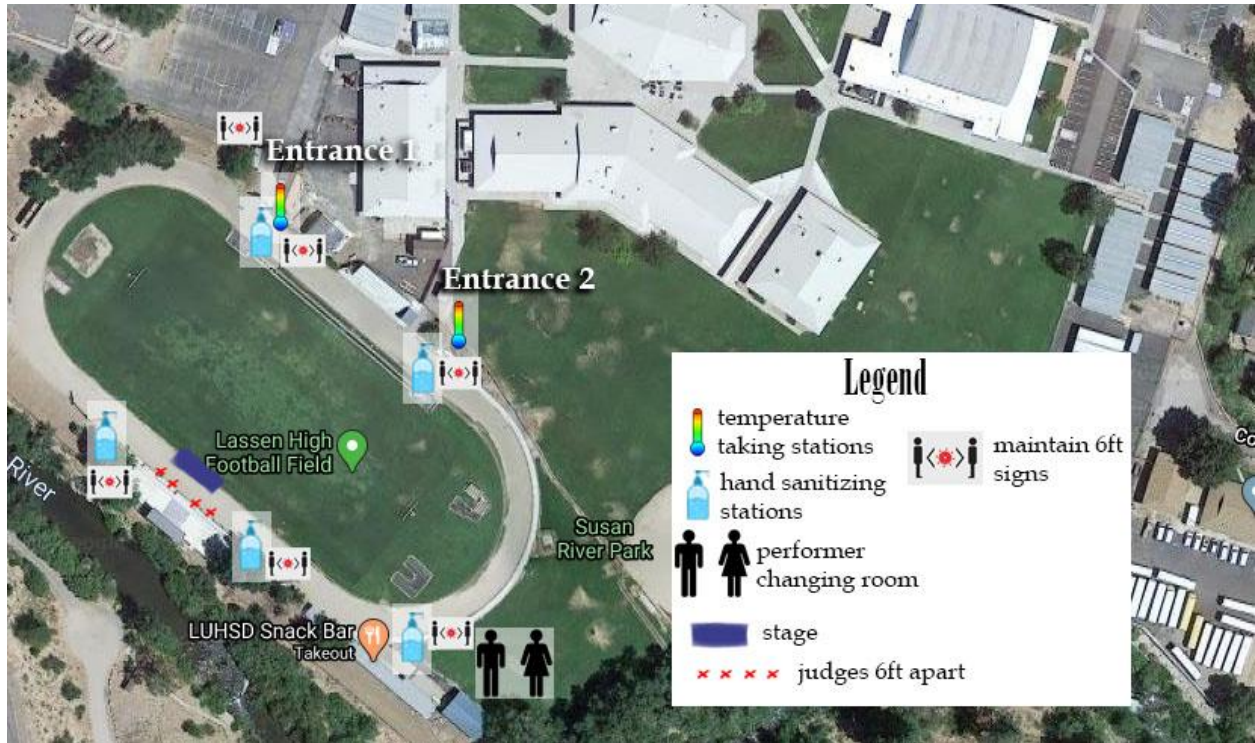 Entrance 1
Entrance 2
Lassen High
Football Field
River
Susan
River Park
LUHSD Snack Bar
Takeout
Legend
temperature
taking stations
maintain 6ft
signs
hand sanitizing
stations
performer
changing room
stage
judges 6ft apart
Co